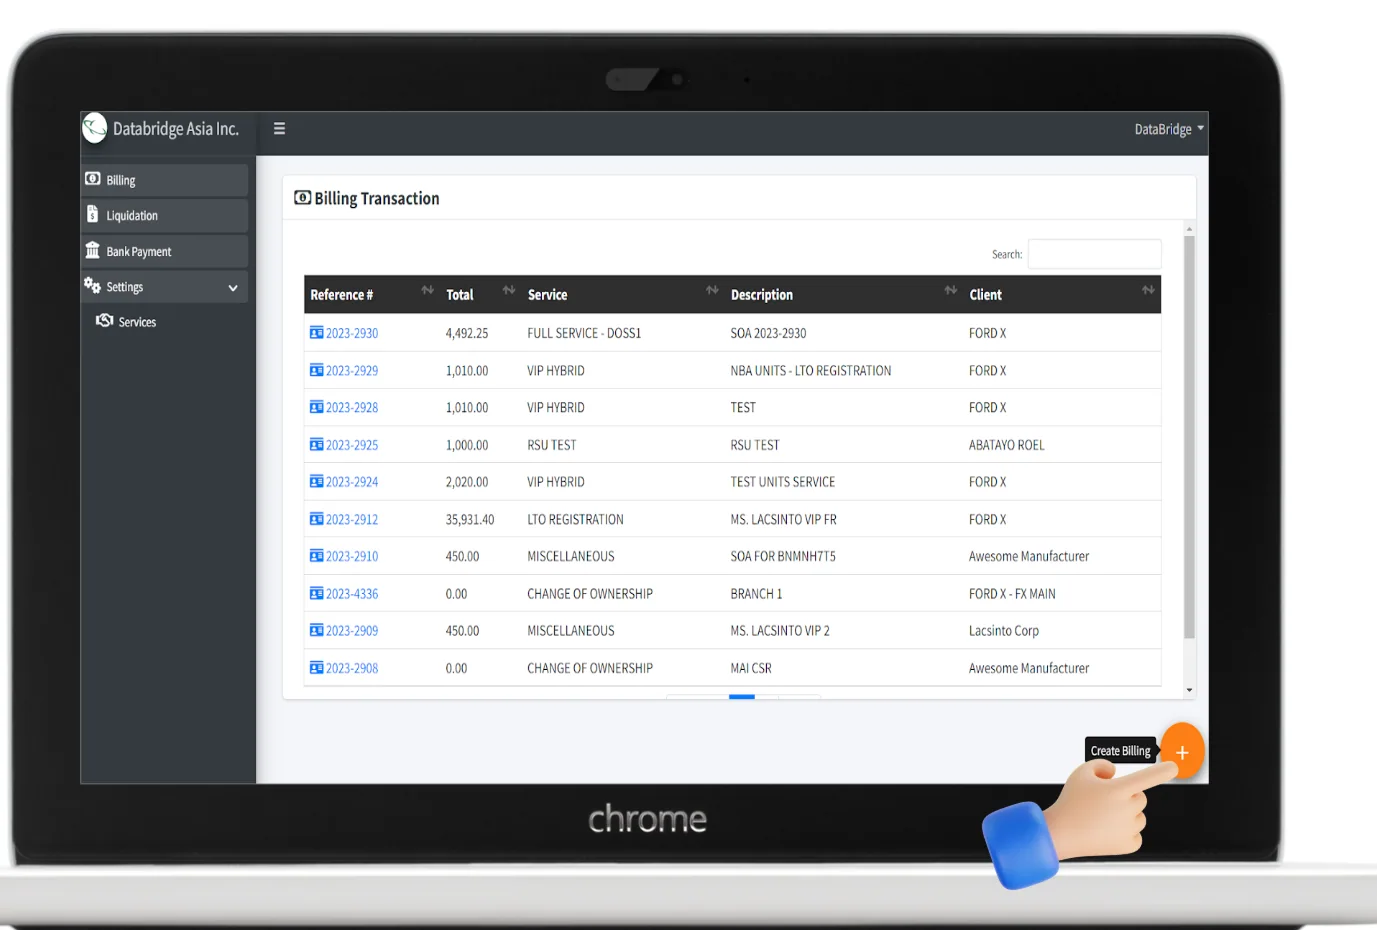 Databridge Asia Inc.
DataBridge
Billing
Liquidation
Bank Payment
Settings
Services
Billing Transaction
Search:
Reference # Total Service Description Client
2023-2930 4,492.25 FULL SERVICE - DOSS1 SOA 2023-2930 FORD X
2023-2929 1,010.00 VIP HYBRID NBA UNITS - LTO REGISTRATION FORD X
2023-2928 1,010.00 VIP HYBRID TEST FORD X
2023-2925 1,000.00 RSU TEST RSU TEST ABATAYO ROEL
2023-2924 2,020.00 VIP HYBRID TEST UNITS SERVICE FORD X
2023-2912 35,931.40 LTO REGISTRATION MS. LACSINTO VIP FR FORD X
2023-2910 450.00 MISCELLANEOUS SOA FOR BNMNH7T5 Awesome Manufacturer
2023-4336 0.00 CHANGE OF OWNERSHIP BRANCH 1 FORD X - FX MAIN
2023-2909 450.00 MISCELLANEOUS MS. LACSINTO VIP 2 Lacsinto Corp
2023-2908 0.00 CHANGE OF OWNERSHIP MAI CSR Awesome Manufacturer
Create Billing +
chrome